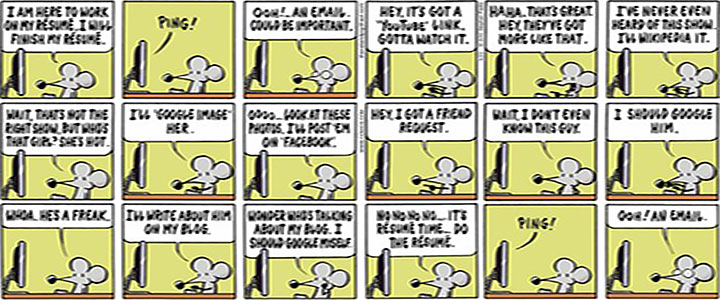 I AM HERE TO WORK
ON MY RÉSUMÉ. I WILL
FINISH MY RÉSUMÉ.
PING!
OOH!...AN EMAIL.
COULD BE IMPORTANT.
HEY, IT'S GOT A
"YOUTUBE" LINK.
GOTTA WATCH IT.
HAHA..THAT'S GREAT.
HEY, THEY'VE GOT
MORE LIKE THAT.
I'VE NEVER EVEN
HEARD OF THIS SHOW.
I'LL WIKIPEDIA IT.
WAIT, THAT'S NOT THE
RIGHT SHOW, BUT WHO'S
THAT GIRL? SHE'S HOT.
I'LL "GOOGLE IMAGE"
HER.
OOOO...LOOK AT THESE
PHOTOS. I'LL POST 'EM
ON "FACEBOOK".
HEY, I GOT A FRIEND
REQUEST.
WAIT, I DON'T EVEN
KNOW THIS GUY.
I SHOULD GOOGLE
HIM.
WHOA..HE'S A FREAK.
I'LL WRITE ABOUT HIM
ON MY BLOG.
WONDER WHO'S TALKING
ABOUT MY BLOG. I
SHOULD GOOGLE MYSELF.
NO NO NO NO... IT'S
RÉSUMÉ TIME... DO
THE RÉSUMÉ.
PING!
OOH! AN EMAIL.